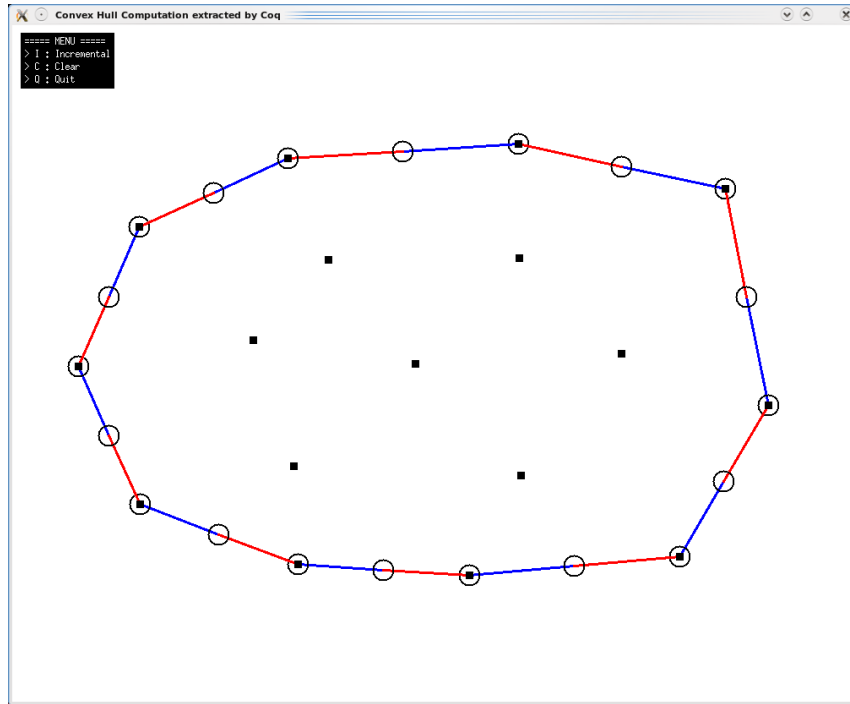 Convex Hull Computation extracted by Coq
===== MENU =====
> I : Incremental
> C : Clear
> Q : Quit